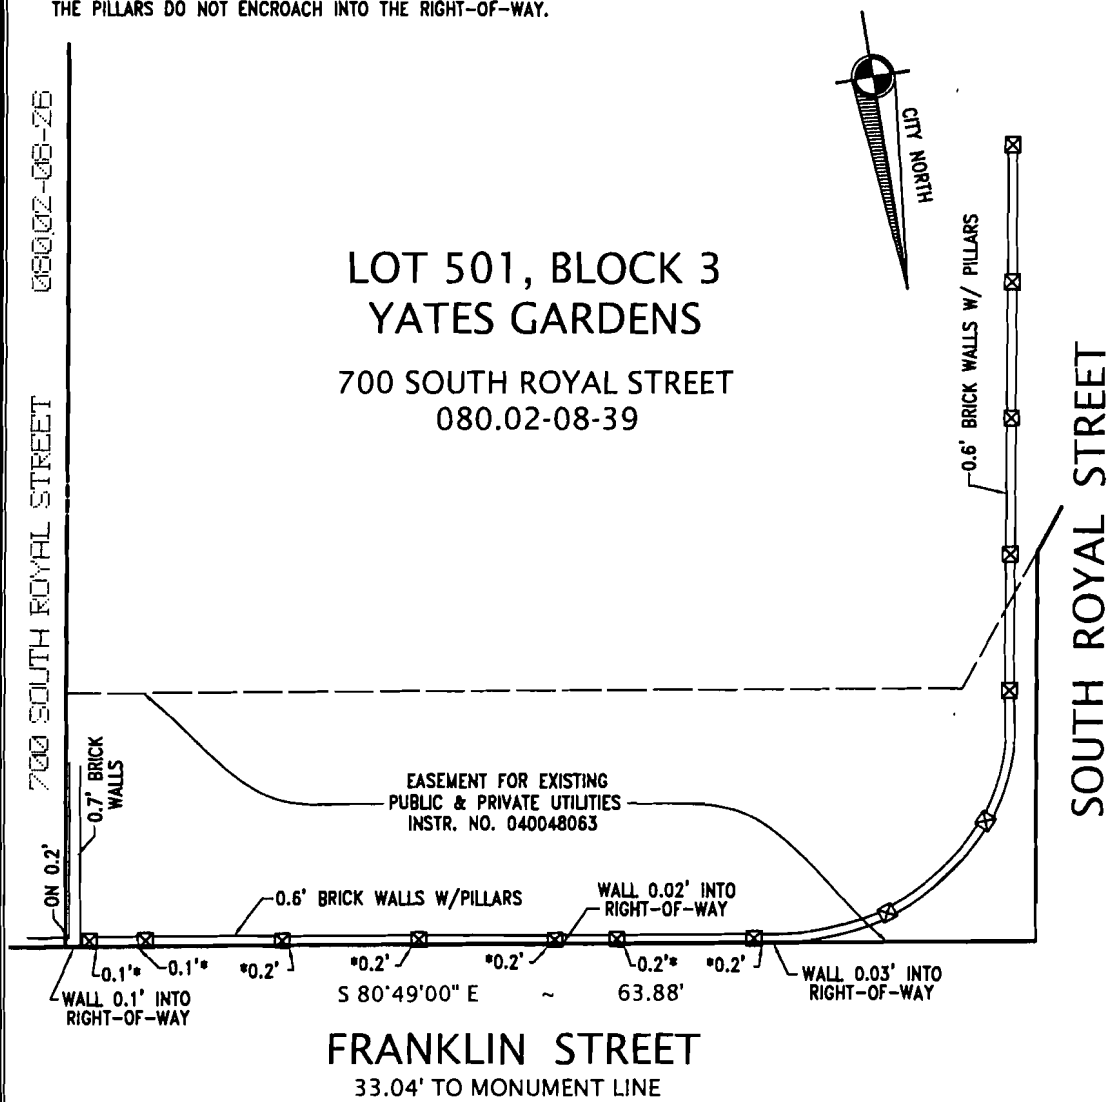 THE PILLARS DO NOT ENCROACH INTO THE RIGHT-OF-WAY.
CITY NORTH
080.02-08-26
700 SOUTH ROYAL STREET
LOT 501, BLOCK 3
YATES GARDENS
700 SOUTH ROYAL STREET
080.02-08-39
0.6' BRICK WALLS W/ PILLARS
SOUTH ROYAL STREET
0.7' BRICK
WALLS
ON 0.2'
EASEMENT FOR EXISTING
PUBLIC & PRIVATE UTILITIES
INSTR. NO. 040048063
0.6' BRICK WALLS W/PILLARS
WALL 0.02' INTO
RIGHT-OF-WAY
0.1'*
0.1'*
*0.2'
*0.2'
*0.2'
0.2'*
*0.2'
WALL 0.1' INTO
RIGHT-OF-WAY
WALL 0.03' INTO
RIGHT-OF-WAY
S 80°49'00" E ~ 63.88'
FRANKLIN STREET
33.04' TO MONUMENT LINE